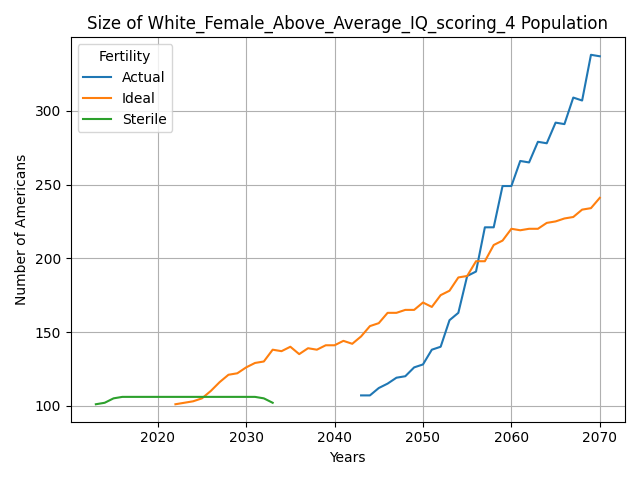 Size of White_Female_Above_Average_IQ_scoring_4 Population
Fertility
Actual
Ideal
Sterile
Number of Americans
300
250
200
150
100
2020 2030 2040 2050 2060 2070
Years